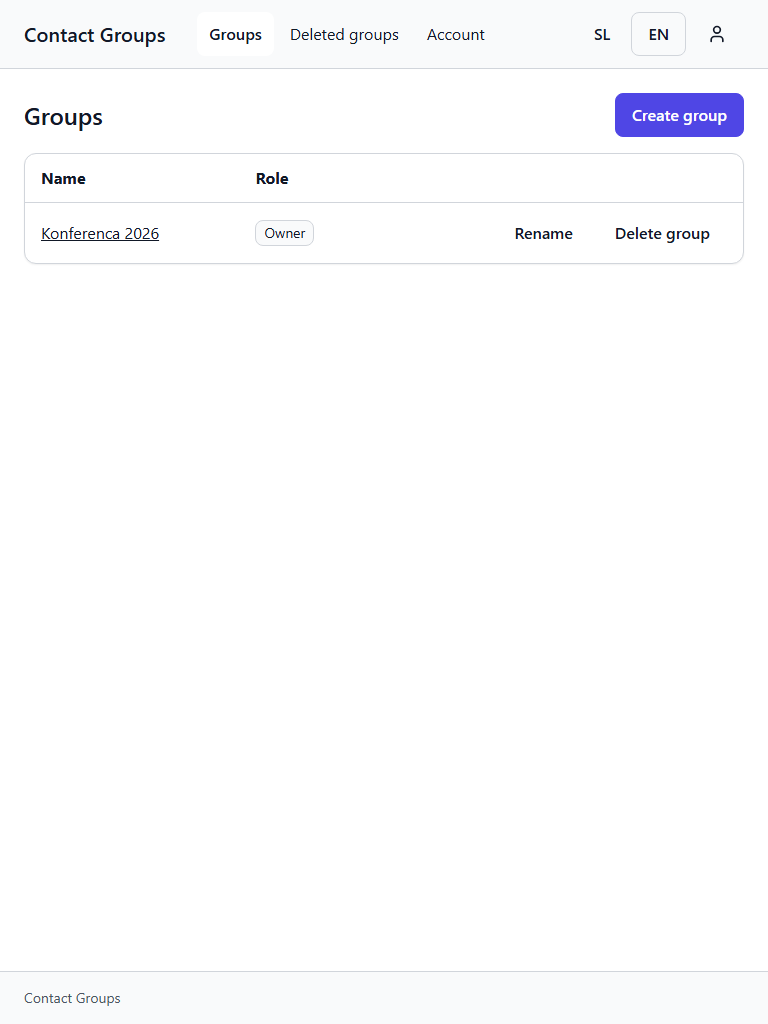 Contact Groups Groups Deleted groups Account SL EN
Groups Create group
Name Role
Konferenca 2026 Owner Rename Delete group
Contact Groups